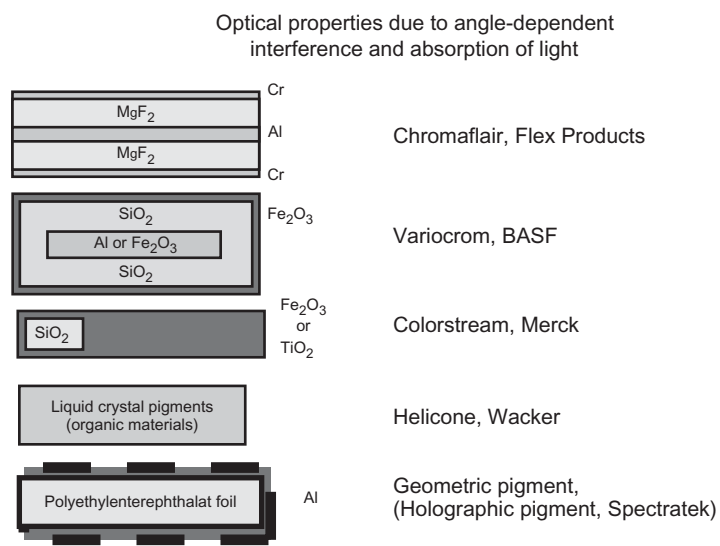 Optical properties due to angle-dependent
interference and absorption of light
Cr
MgF₂
Al
MgF₂
Cr
Chromaflair, Flex Products
SiO₂
Fe₂O₃
Al or Fe₂O₃
SiO₂
Variocrom, BASF
Fe₂O₃
or
TiO₂
SiO₂
Colorstream, Merck
Liquid crystal pigments
(organic materials)
Helicone, Wacker
Polyethylenterephthalat foil
Al
Geometric pigment,
(Holographic pigment, Spectratek)